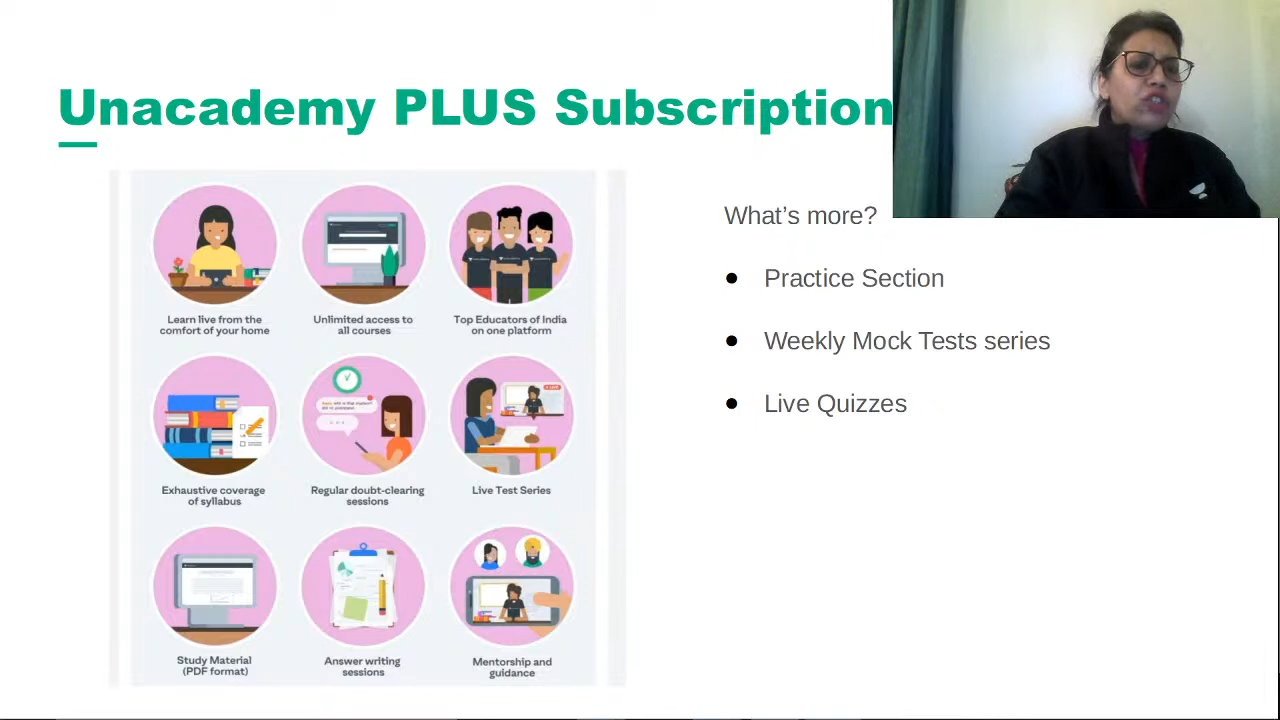 Unacademy PLUS Subscription
What’s more?
● Practice Section
● Weekly Mock Tests series
● Live Quizzes
Learn live from the
comfort of your home
Unlimited access to
all courses
Top Educators of India
on one platform
Exhaustive coverage
of syllabus
Regular doubt-clearing
sessions
LIVE
Live Test Series
Study Material
(PDF format)
Answer writing
sessions
Mentorship and
guidance